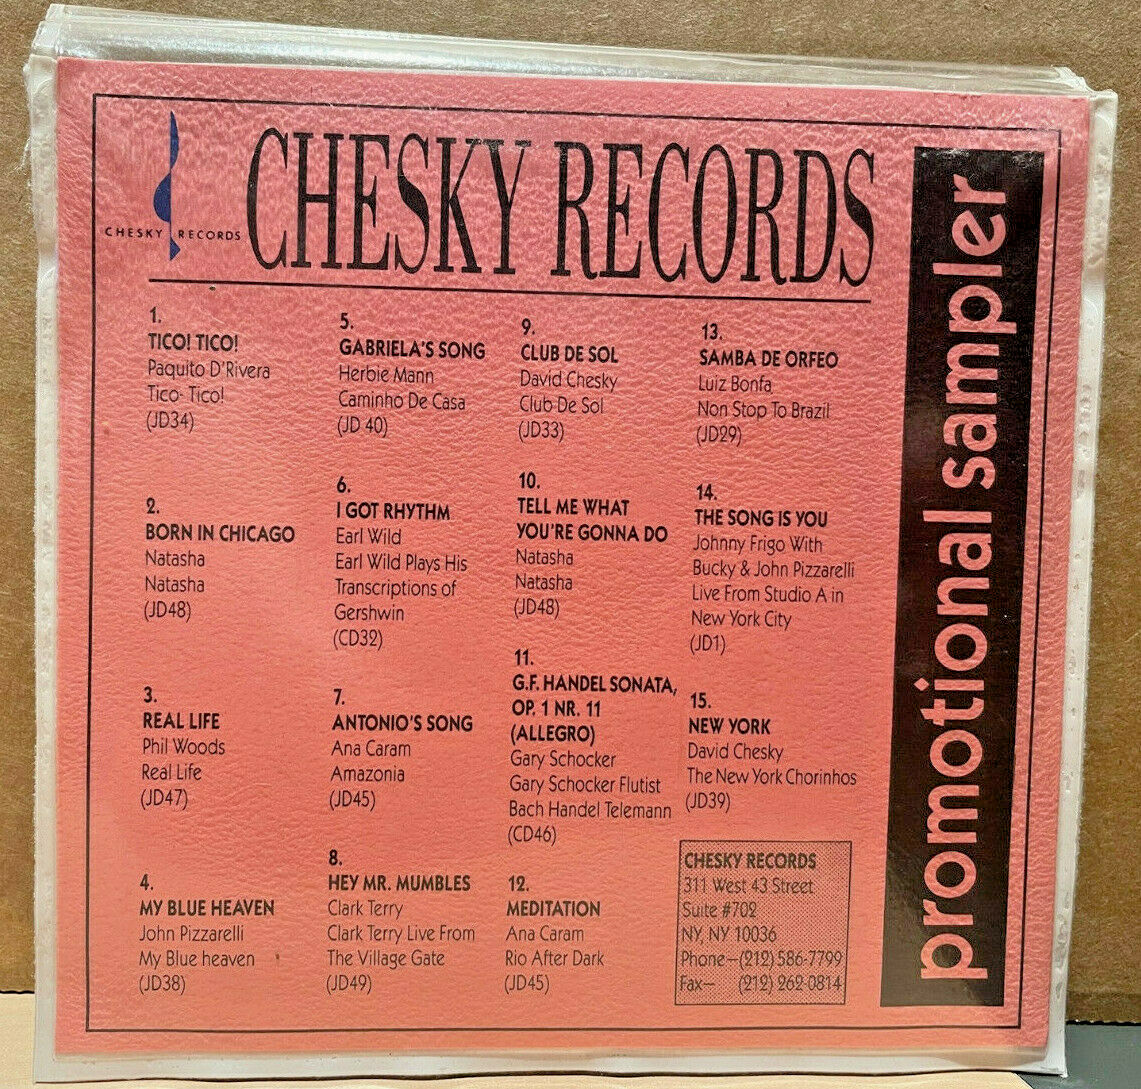 CHESKY RECORDS
CHESKY RECORDS
1.
TICO! TICO!
Paquito D'Rivera
Tico- Tico!
(JD34)
2.
BORN IN CHICAGO
Natasha
Natasha
(JD48)
3.
REAL LIFE
Phil Woods
Real Life
(JD47)
4.
MY BLUE HEAVEN
John Pizzarelli
My Blue heaven
(JD38)
5.
GABRIELA'S SONG
Herbie Mann
Caminho De Casa
(JD 40)
6.
I GOT RHYTHM
Earl Wild
Earl Wild Plays His
Transcriptions of
Gershwin
(CD32)
7.
ANTONIO'S SONG
Ana Caram
Amazonia
(JD45)
8.
HEY MR. MUMBLES
Clark Terry
Clark Terry Live From
The Village Gate
(JD49)
9.
CLUB DE SOL
David Chesky
Club De Sol
(JD33)
10.
TELL ME WHAT
YOU'RE GONNA DO
Natasha
Natasha
(JD48)
11.
G.F. HANDEL SONATA,
OP. 1 NR. 11
(ALLEGRO)
Gary Schocker
Gary Schocker Flutist
Bach Handel Telemann
(CD46)
12.
MEDITATION
Ana Caram
Rio After Dark
(JD45)
13.
SAMBA DE ORFEO
Luiz Bonfa
Non Stop To Brazil
(JD29)
14.
THE SONG IS YOU
Johnny Frigo With
Bucky & John Pizzarelli
Live From Studio A in
New York City
(JD1)
15.
NEW YORK
David Chesky
The New York Chorinhos
(JD39)
CHESKY RECORDS
311 West 43 Street
Suite #702
NY, NY 10036
Phone—(212) 586-7799
Fax— (212) 262-0814
promotional sampler